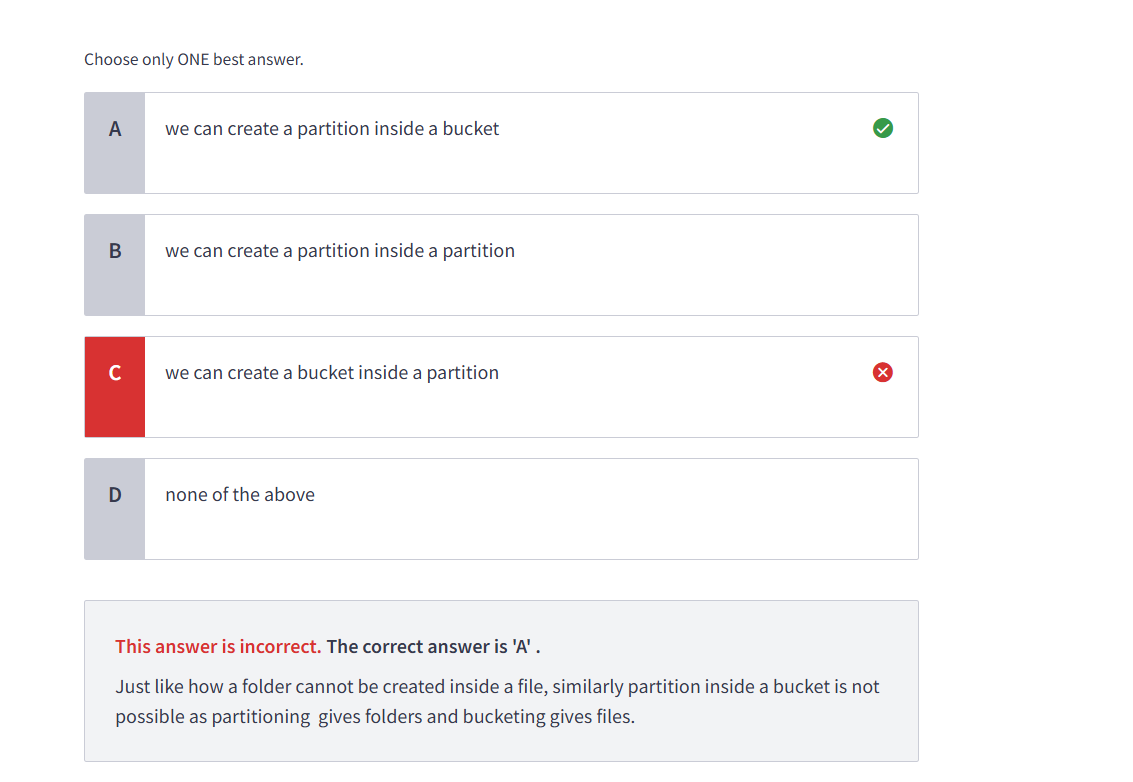 Choose only ONE best answer.
A
we can create a partition inside a bucket
B
we can create a partition inside a partition
C
we can create a bucket inside a partition
D
none of the above
This answer is incorrect. The correct answer is 'A' .
Just like how a folder cannot be created inside a file, similarly partition inside a bucket is not
possible as partitioning  gives folders and bucketing gives files.